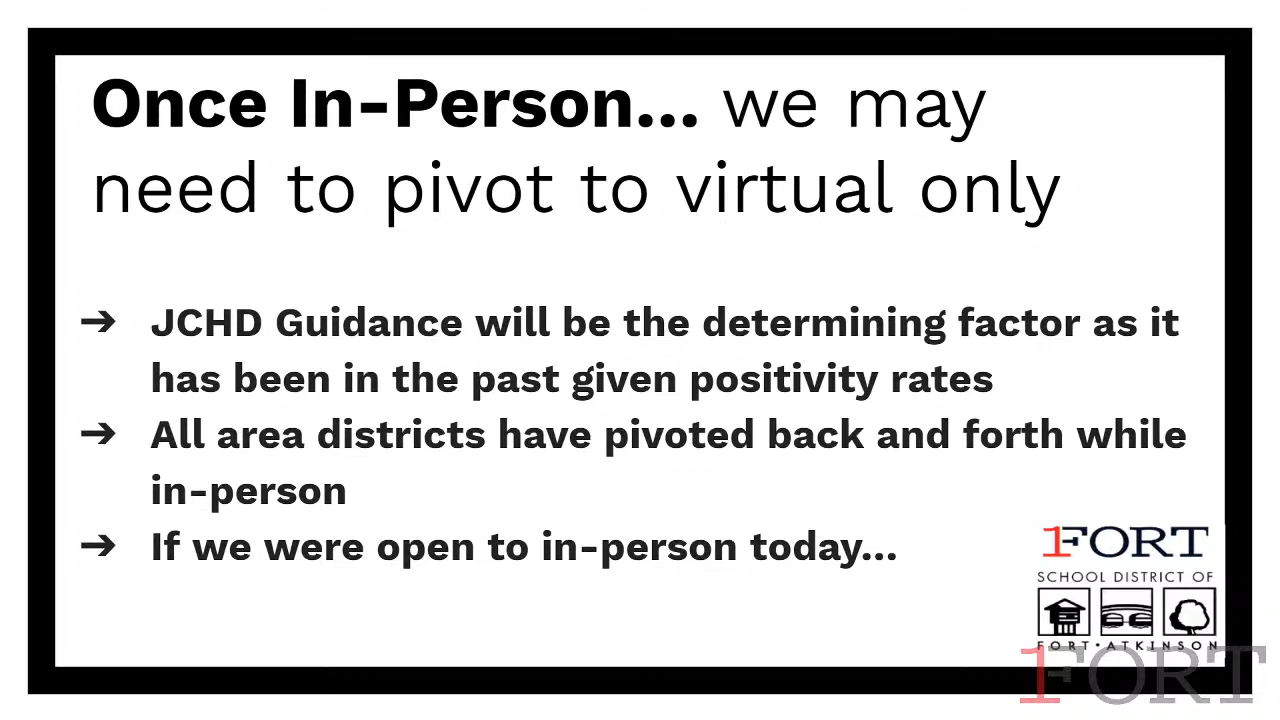 Once In-Person... we may
need to pivot to virtual only
➔ JCHD Guidance will be the determining factor as it
has been in the past given positivity rates
➔ All area districts have pivoted back and forth while
in-person
➔ If we were open to in-person today...
1FORT
SCHOOL DISTRICT OF
FORT·ATKINSON
1FORT